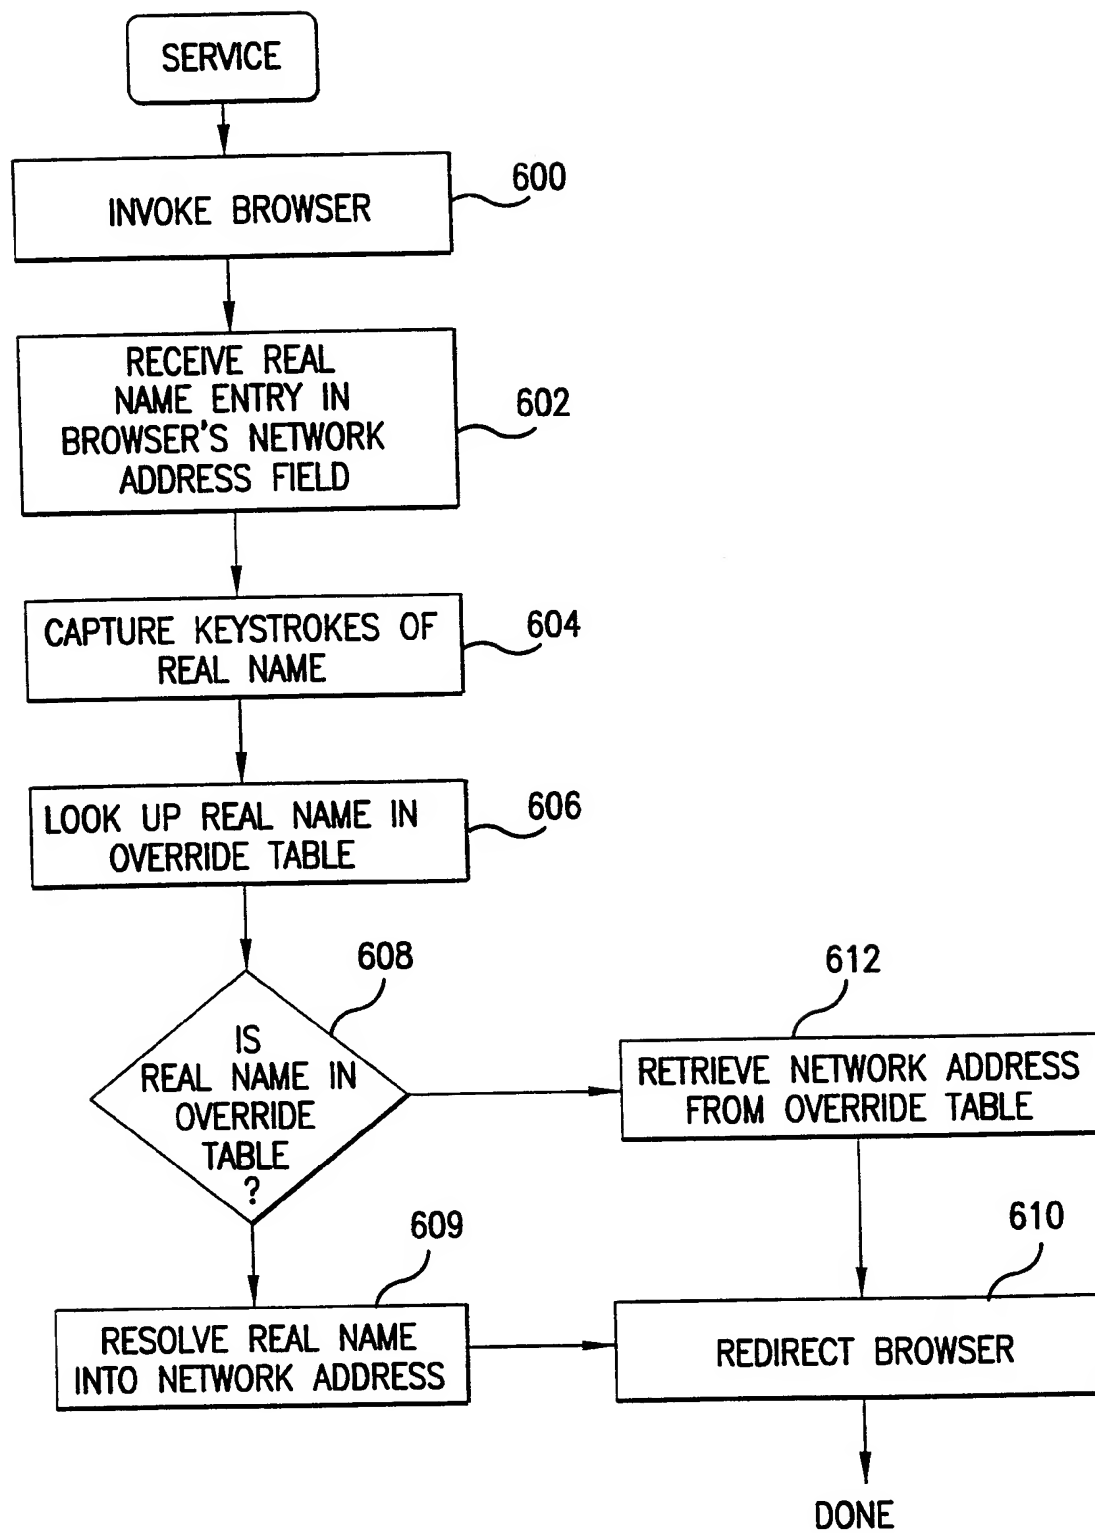 SERVICE
INVOKE BROWSER
600
RECEIVE REAL
NAME ENTRY IN
BROWSER'S NETWORK
ADDRESS FIELD
602
CAPTURE KEYSTROKES OF
REAL NAME
604
LOOK UP REAL NAME IN
OVERRIDE TABLE
606
608
IS
REAL NAME IN
OVERRIDE
TABLE
?
612
RETRIEVE NETWORK ADDRESS
FROM OVERRIDE TABLE
609
RESOLVE REAL NAME
INTO NETWORK ADDRESS
610
REDIRECT BROWSER
DONE